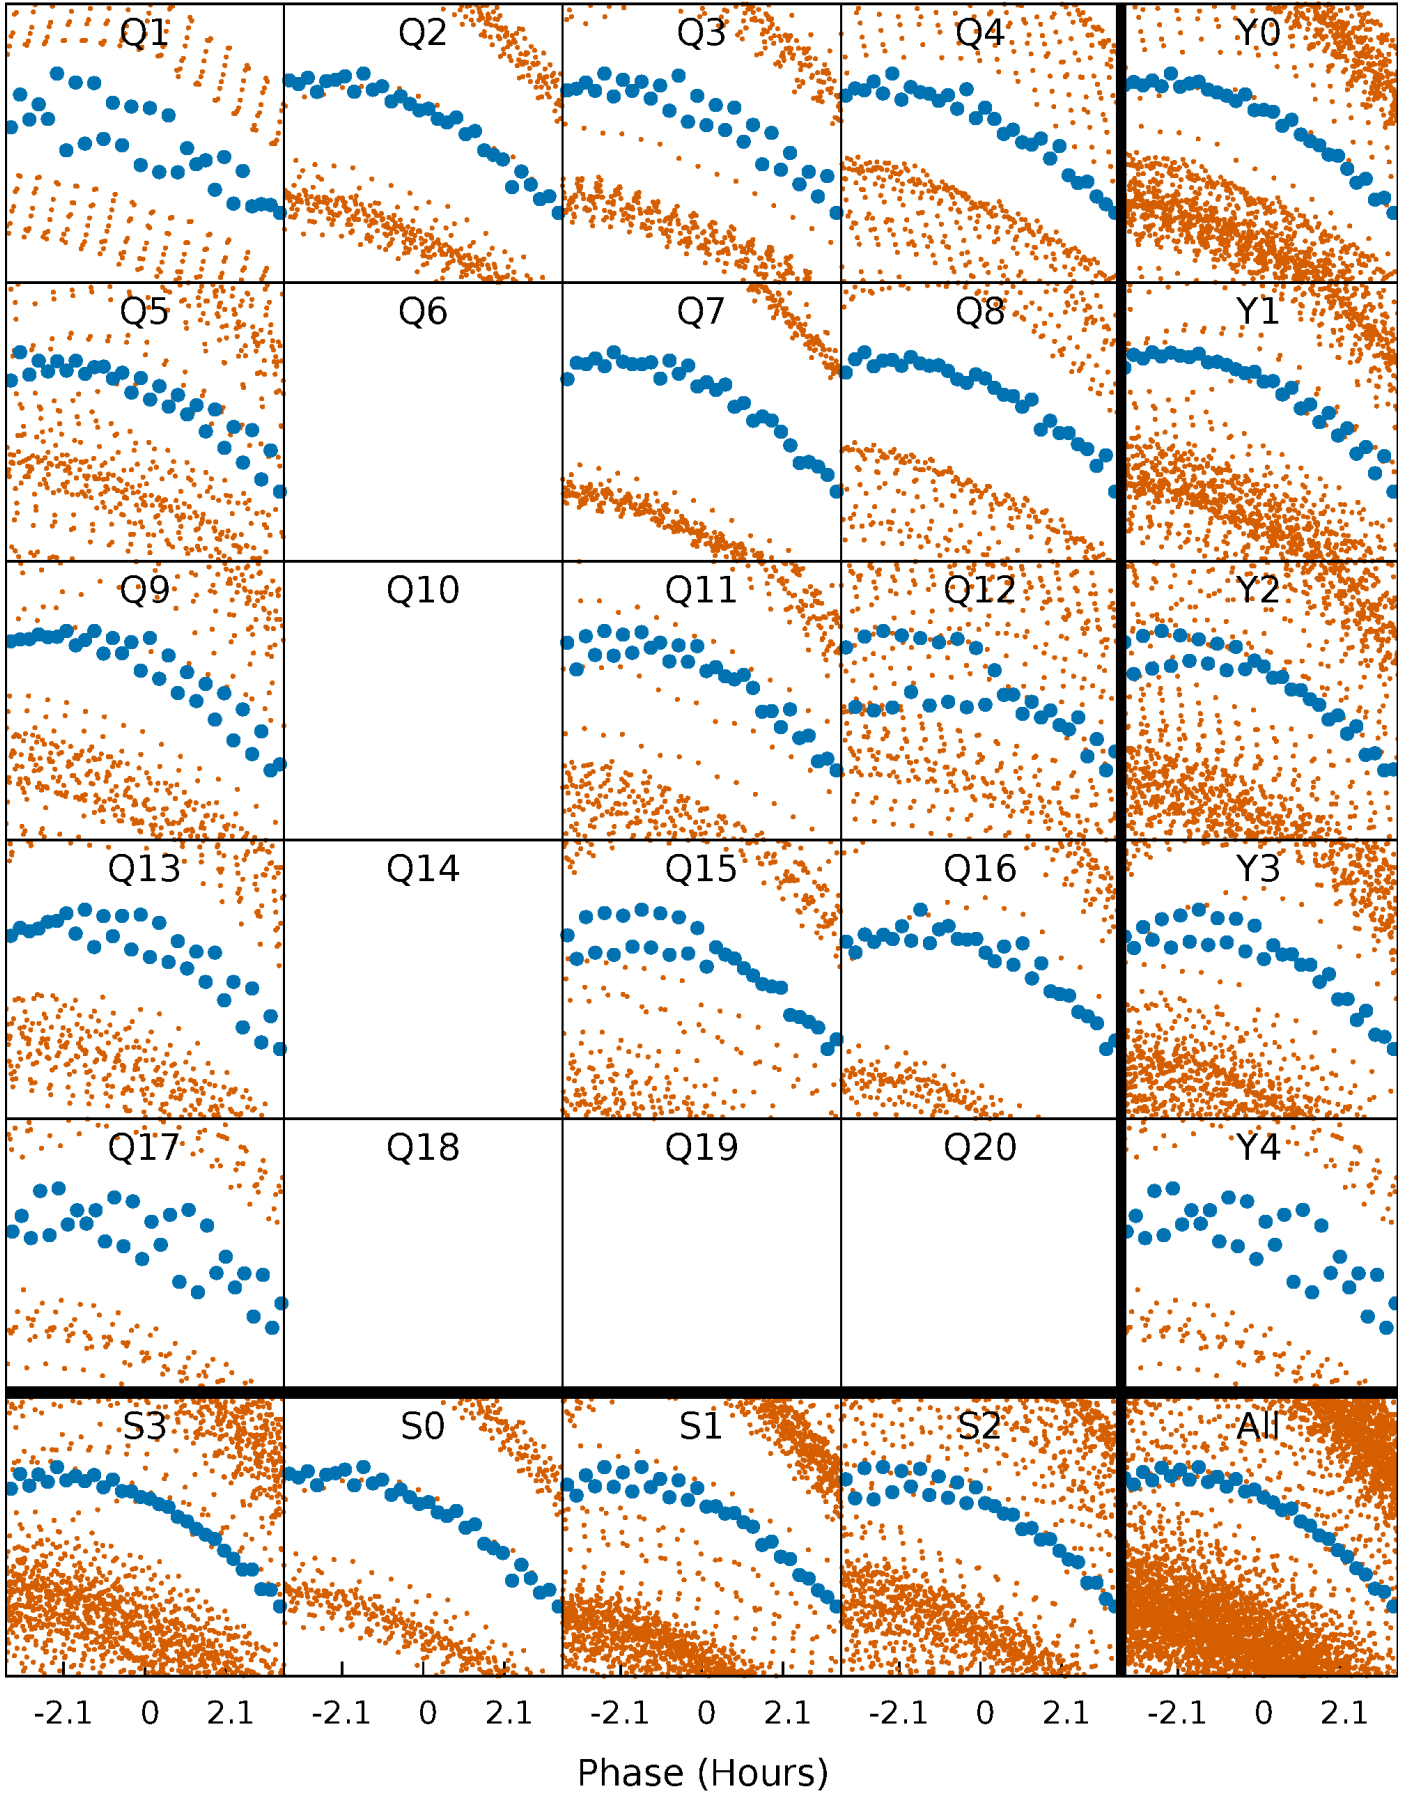 Q1 Q2 Q3 Q4 Y0
Q5 Q6 Q7 Q8 Y1
Q9 Q10 Q11 Q12 Y2
Q13 Q14 Q15 Q16 Y3
Q17 Q18 Q19 Q20 Y4
S3 S0 S1 S2 All
-2.1 0 2.1 -2.1 0 2.1 -2.1 0 2.1 -2.1 0 2.1 -2.1 0 2.1
Phase (Hours)